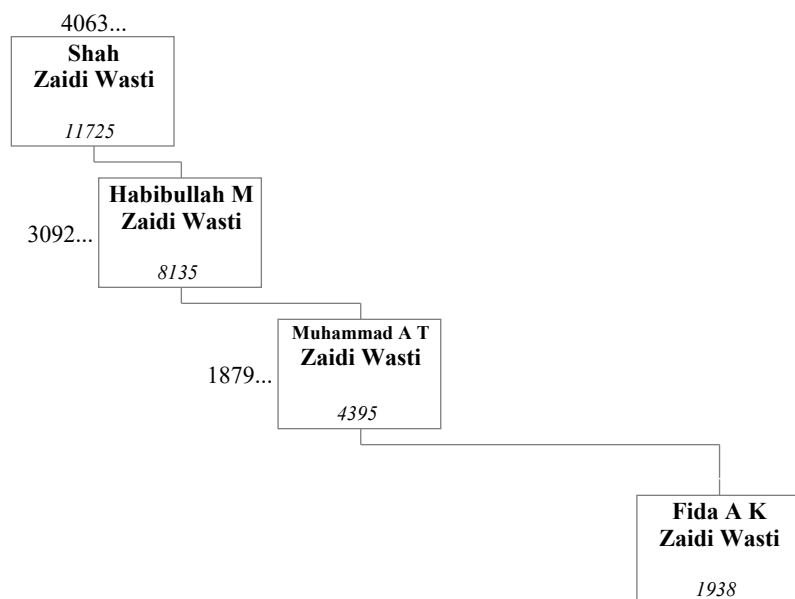 4063...
Shah
Zaidi Wasti
11725
Habibullah M
Zaidi Wasti
3092...
8135
Muhammad A T
Zaidi Wasti
1879...
4395
Fida A K
Zaidi Wasti
1938